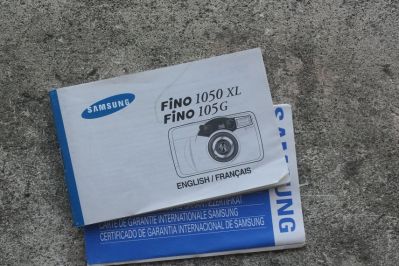 SAMSUNG
FiNO 1050 XL
FiNO 105G
ENGLISH / FRANÇAIS
SAMSUNG
CARTE DE GARANTIE INTERNATIONALE SAMSUNG
CERTIFICADO DE GARANTIA INTERNACIONAL DE SAMSUNG